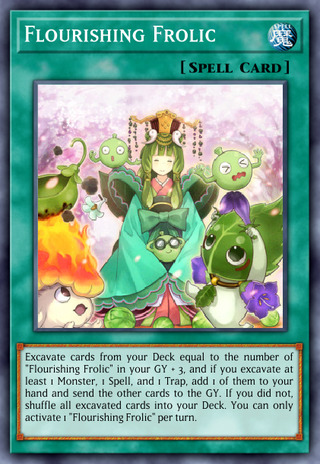 Flourishing Frolic
魔
[Spell Card]
Excavate cards from your Deck equal to the number of
"Flourishing Frolic" in your GY + 3, and if you excavate at
least 1 Monster, 1 Spell, and 1 Trap, add 1 of them to your
hand and send the other cards to the GY. If you did not,
shuffle all excavated cards into your Deck. You can only
activate 1 "Flourishing Frolic" per turn.